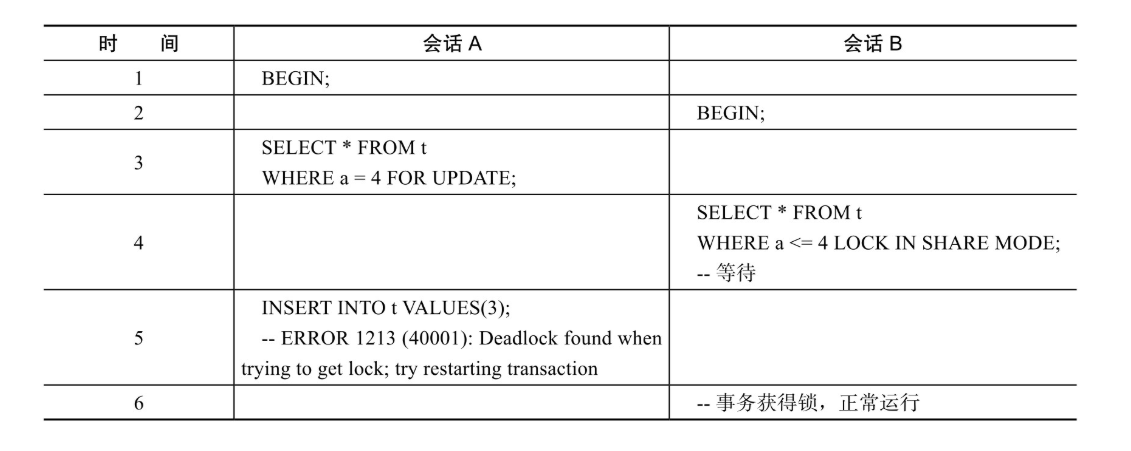 时 间 会话 A 会话 B
1 BEGIN;
2 BEGIN;
SELECT * FROM t
3
WHERE a = 4 FOR UPDATE;
SELECT * FROM t
4 WHERE a <= 4 LOCK IN SHARE MODE;
-- 等待
INSERT INTO t VALUES(3);
5 -- ERROR 1213 (40001): Deadlock found when
trying to get lock; try restarting transaction
6 -- 事务获得锁，正常运行